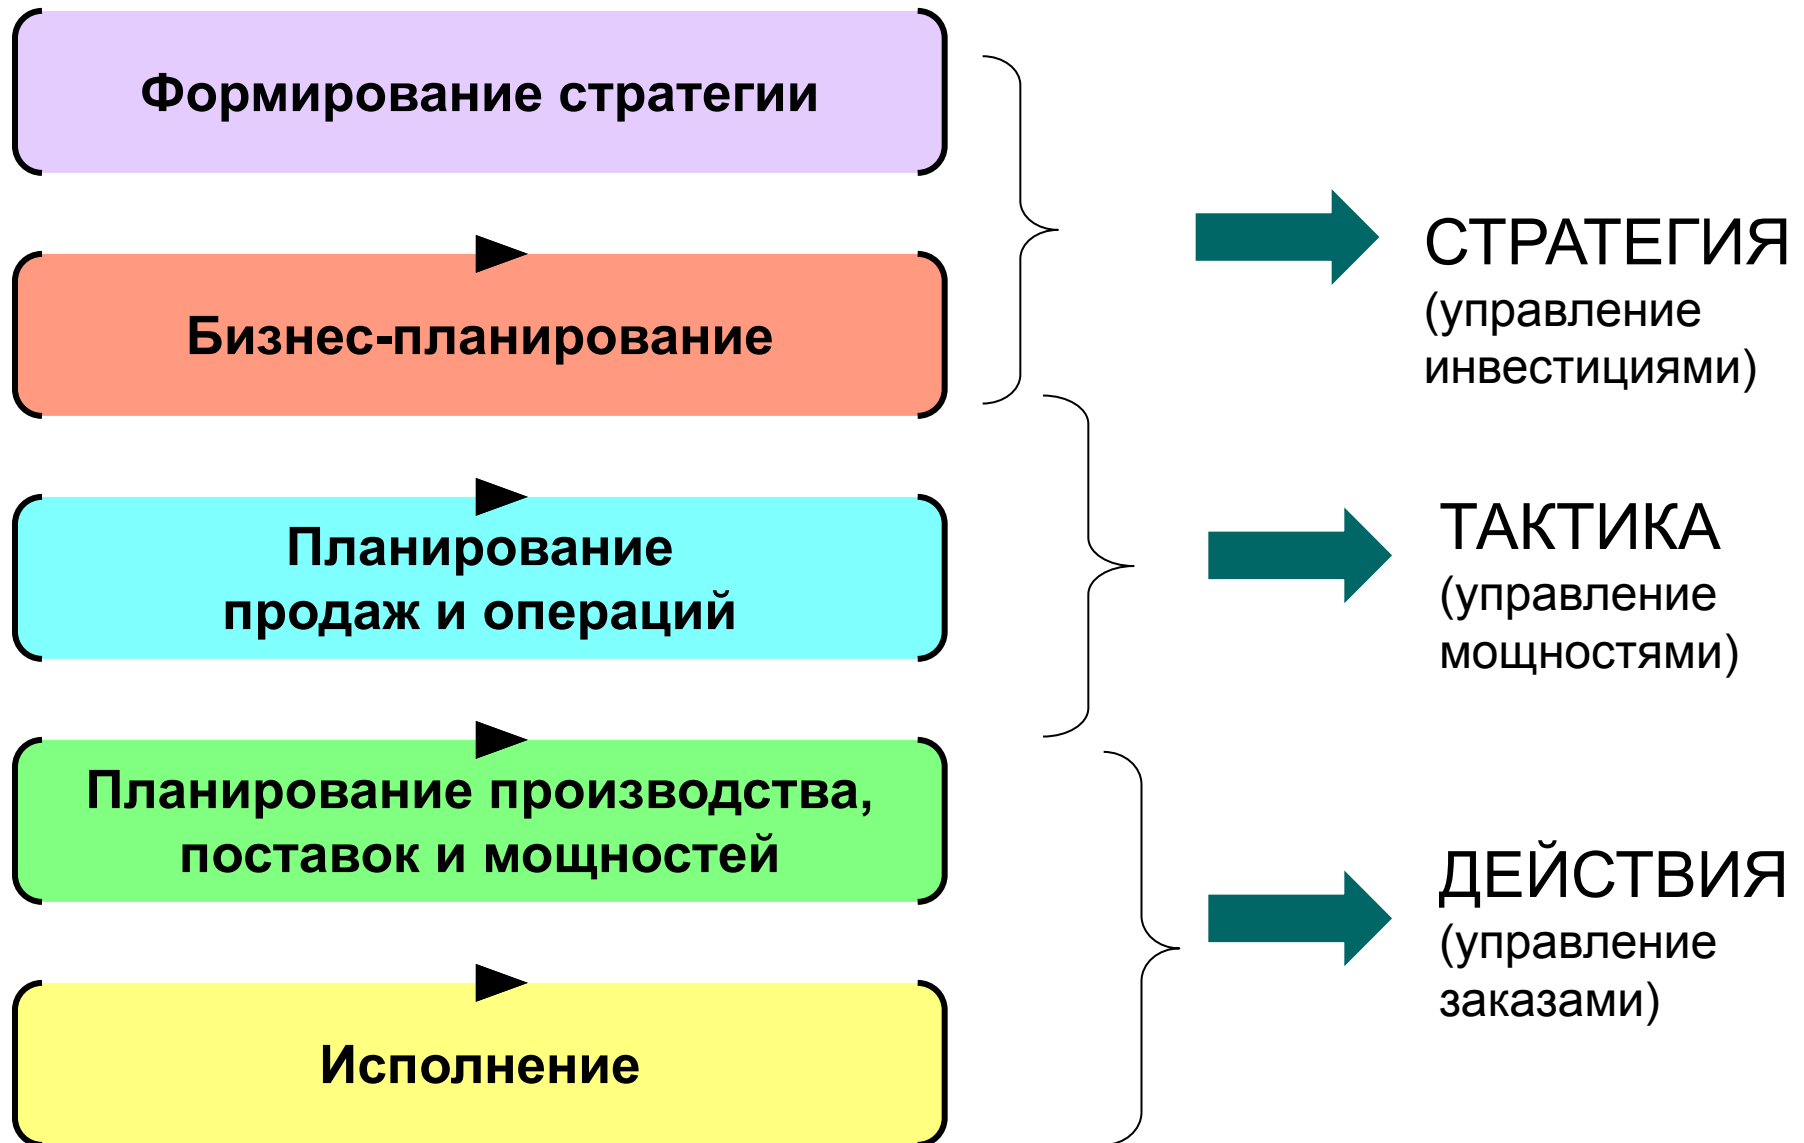 Формирование стратегии
Бизнес-планирование
Планирование
продаж и операций
Планирование производства,
поставок и мощностей
Исполнение
СТРАТЕГИЯ
(управление
инвестициями)
ТАКТИКА
(управление
мощностями)
ДЕЙСТВИЯ
(управление
заказами)